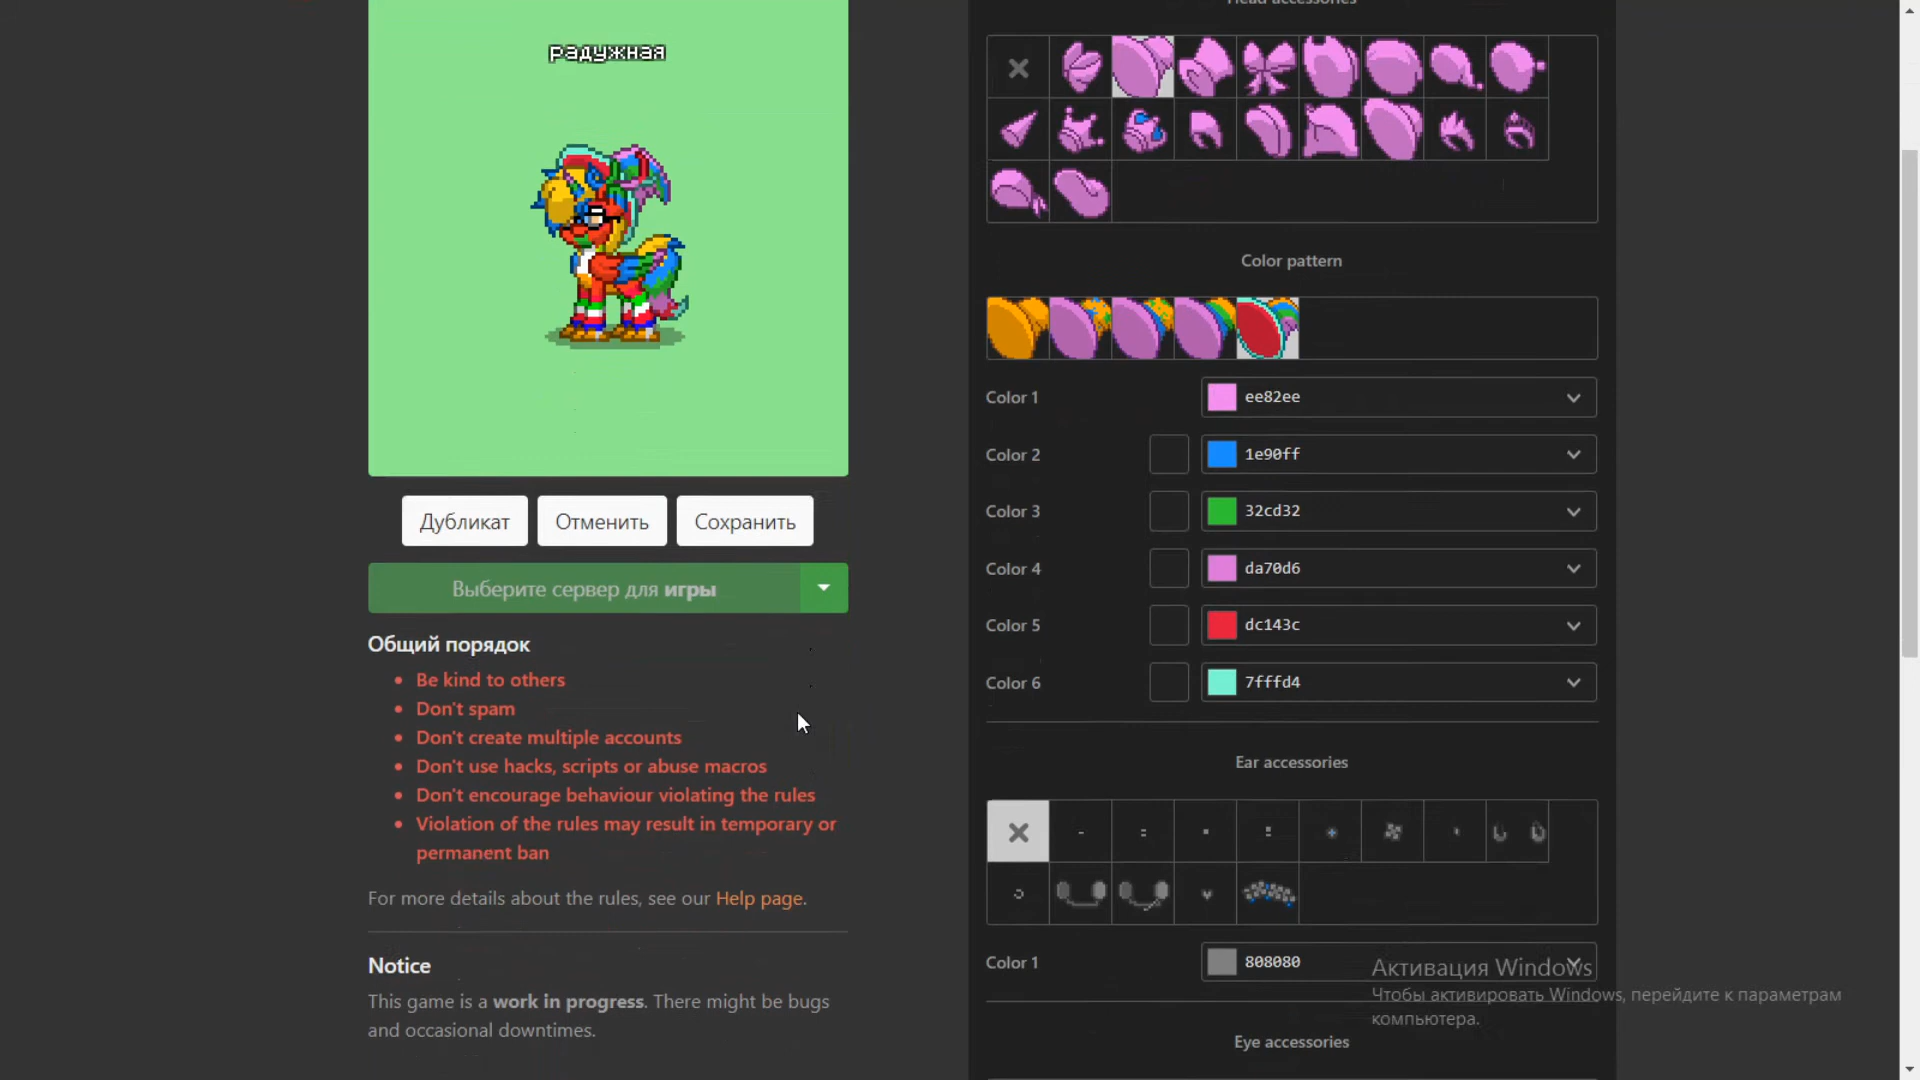 Head accessories
радужная
Color pattern
Color 1
ee82ee
Color 2
1e90ff
Color 3
32cd32
Color 4
da70d6
Color 5
dc143c
Color 6
7fffd4
Дубликат
Отменить
Сохранить
Выберите сервер для игры
Общий порядок
Be kind to others
Don't spam
Don't create multiple accounts
Don't use hacks, scripts or abuse macros
Don't encourage behaviour violating the rules
Violation of the rules may result in temporary or
permanent ban
For more details about the rules, see our Help page.
Notice
This game is a work in progress. There might be bugs
and occasional downtimes.
Ear accessories
Color 1
808080
Активация Windows
Чтобы активировать Windows, перейдите к параметрам
компьютера.
Eye accessories